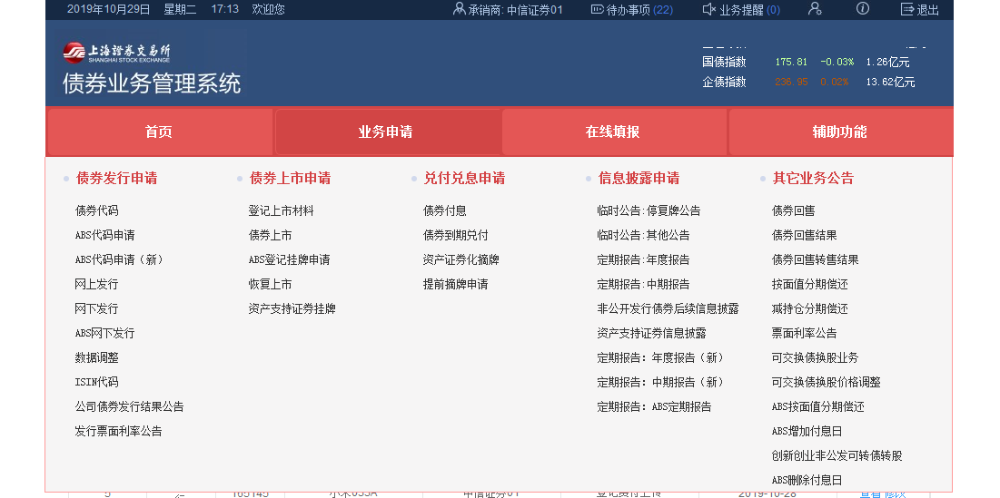 2019年10月29日 星期二 17:13 欢迎您 承销商: 中信证券01 待办事项 (22) 业务提醒 (0) 退出
上海證券交易所
SHANGHAI STOCK EXCHANGE
债券业务管理系统
国债指数 175.81 -0.03% 1.26亿元
企债指数 236.95 0.02% 13.62亿元
首页 业务申请 在线填报 辅助功能
债券发行申请
债券代码
ABS代码申请
ABS代码申请（新）
网上发行
网下发行
ABS网下发行
数据调整
ISIN代码
公司债券发行结果公告
发行票面利率公告
债券上市申请
登记上市材料
债券上市
ABS登记挂牌申请
恢复上市
资产支持证券挂牌
兑付兑息申请
债券付息
债券到期兑付
资产证券化摘牌
提前摘牌申请
信息披露申请
临时公告:停复牌公告
临时公告:其他公告
定期报告:年度报告
定期报告:中期报告
非公开发行债券后续信息披露
资产支持证券信息披露
定期报告：年度报告（新）
定期报告：中期报告（新）
定期报告：ABS定期报告
其它业务公告
债券回售
债券回售结果
债券回售转售结果
按面值分期偿还
减持仓分期偿还
票面利率公告
可交换债换股业务
可交换债换股价格调整
ABS按面值分期偿还
ABS增加付息日
创新创业非公发可转债转股
ABS删除付息日
5 165145 中信证券01 2019-10-28 查看 修改